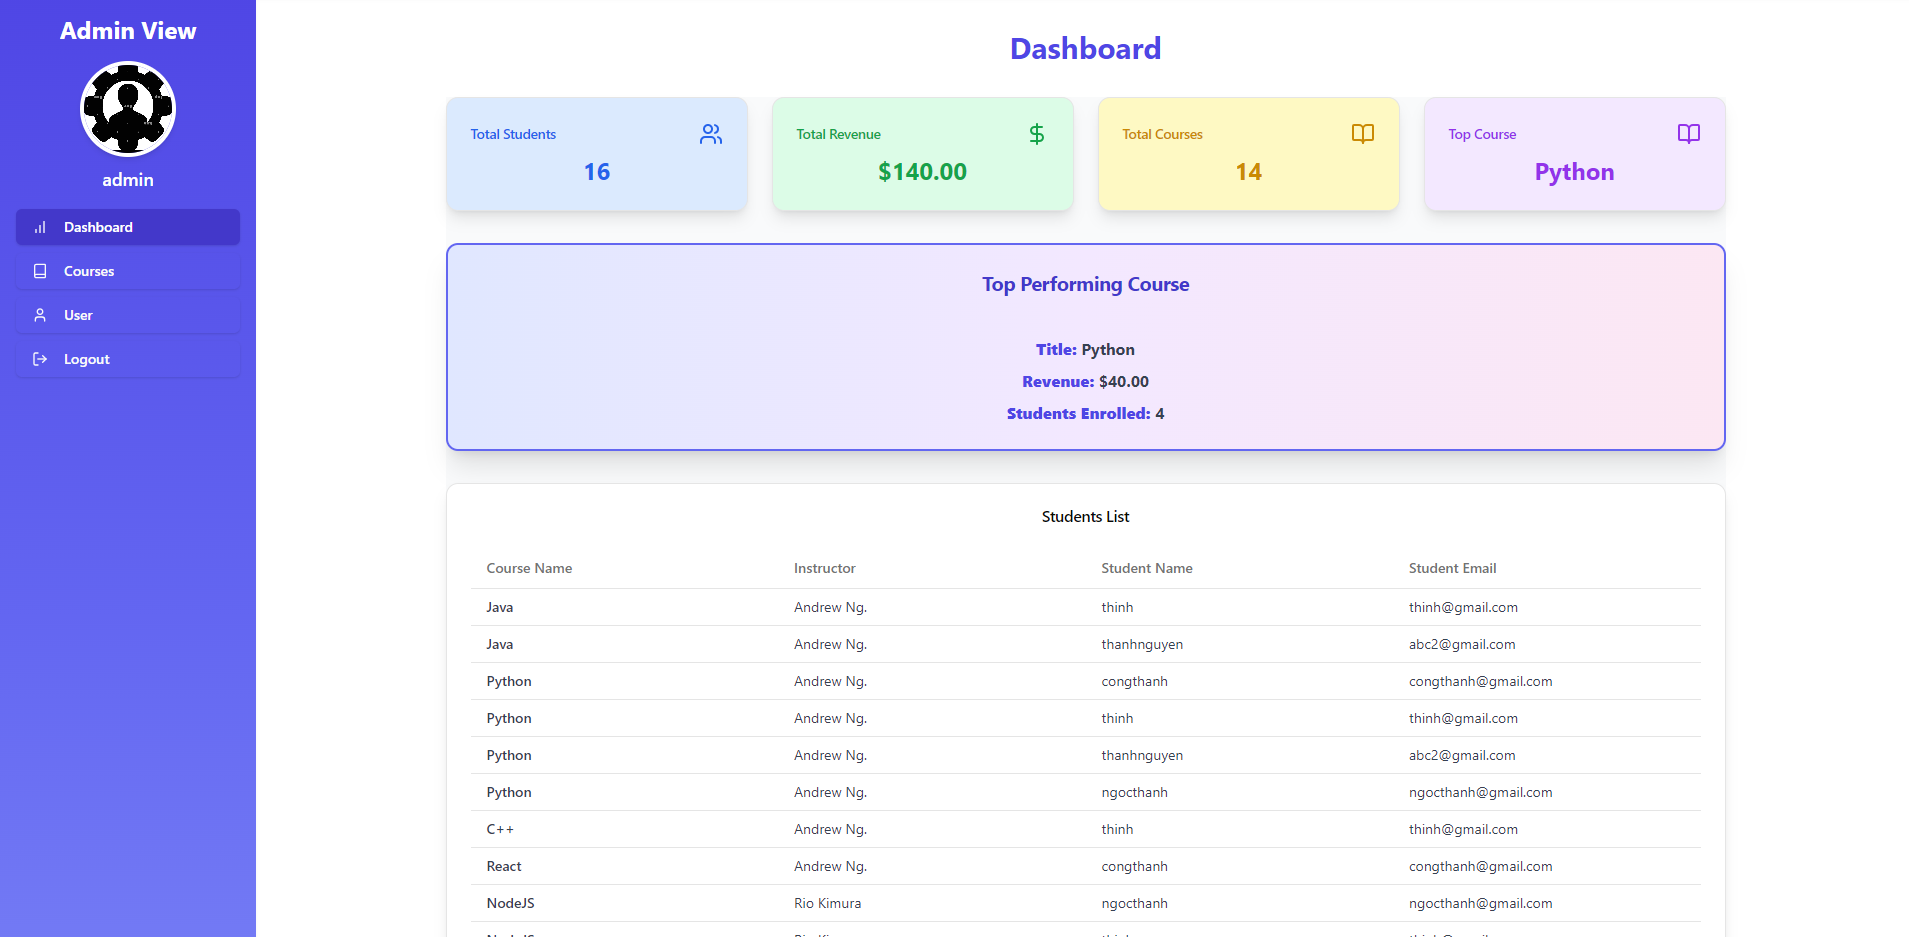 Admin View
admin
Dashboard
Courses
User
Logout
Dashboard
Total Students
16
Total Revenue
$140.00
Total Courses
14
Top Course
Python
Top Performing Course
Title: Python
Revenue: $40.00
Students Enrolled: 4
Students List
Course Name Instructor Student Name Student Email
Java Andrew Ng. thinh thinh@gmail.com
Java Andrew Ng. thanhnguyen abc2@gmail.com
Python Andrew Ng. congthanh congthanh@gmail.com
Python Andrew Ng. thinh thinh@gmail.com
Python Andrew Ng. thanhnguyen abc2@gmail.com
Python Andrew Ng. ngocthanh ngocthanh@gmail.com
C++ Andrew Ng. thinh thinh@gmail.com
React Andrew Ng. congthanh congthanh@gmail.com
NodeJS Rio Kimura ngocthanh ngocthanh@gmail.com